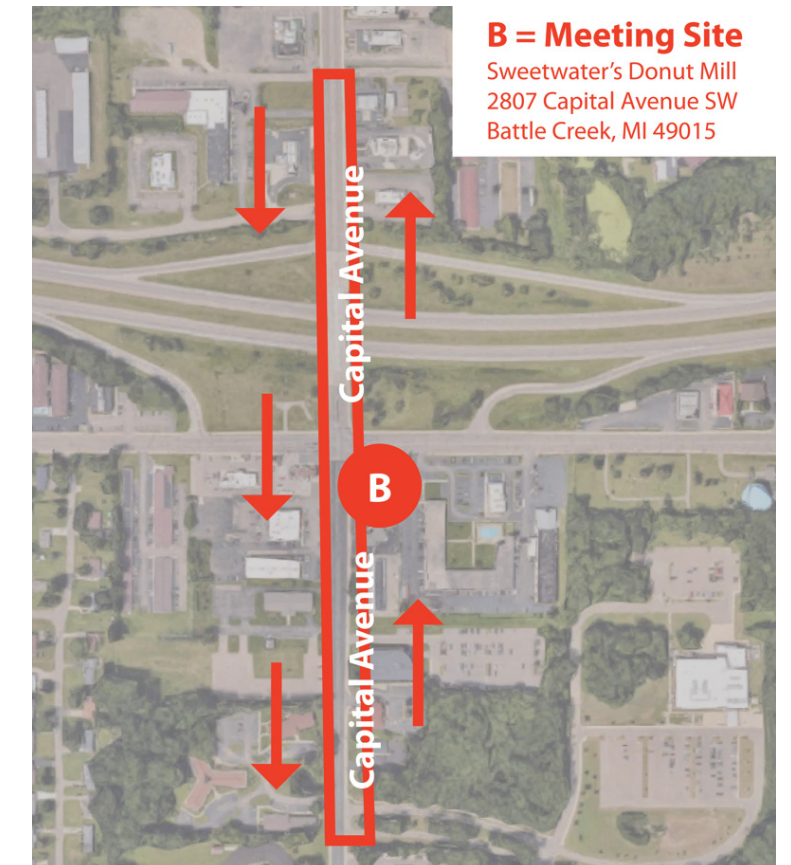 B = Meeting Site
Sweetwater's Donut Mill
2807 Capital Avenue SW
Battle Creek, MI 49015
Capital Avenue
B
Capital Avenue